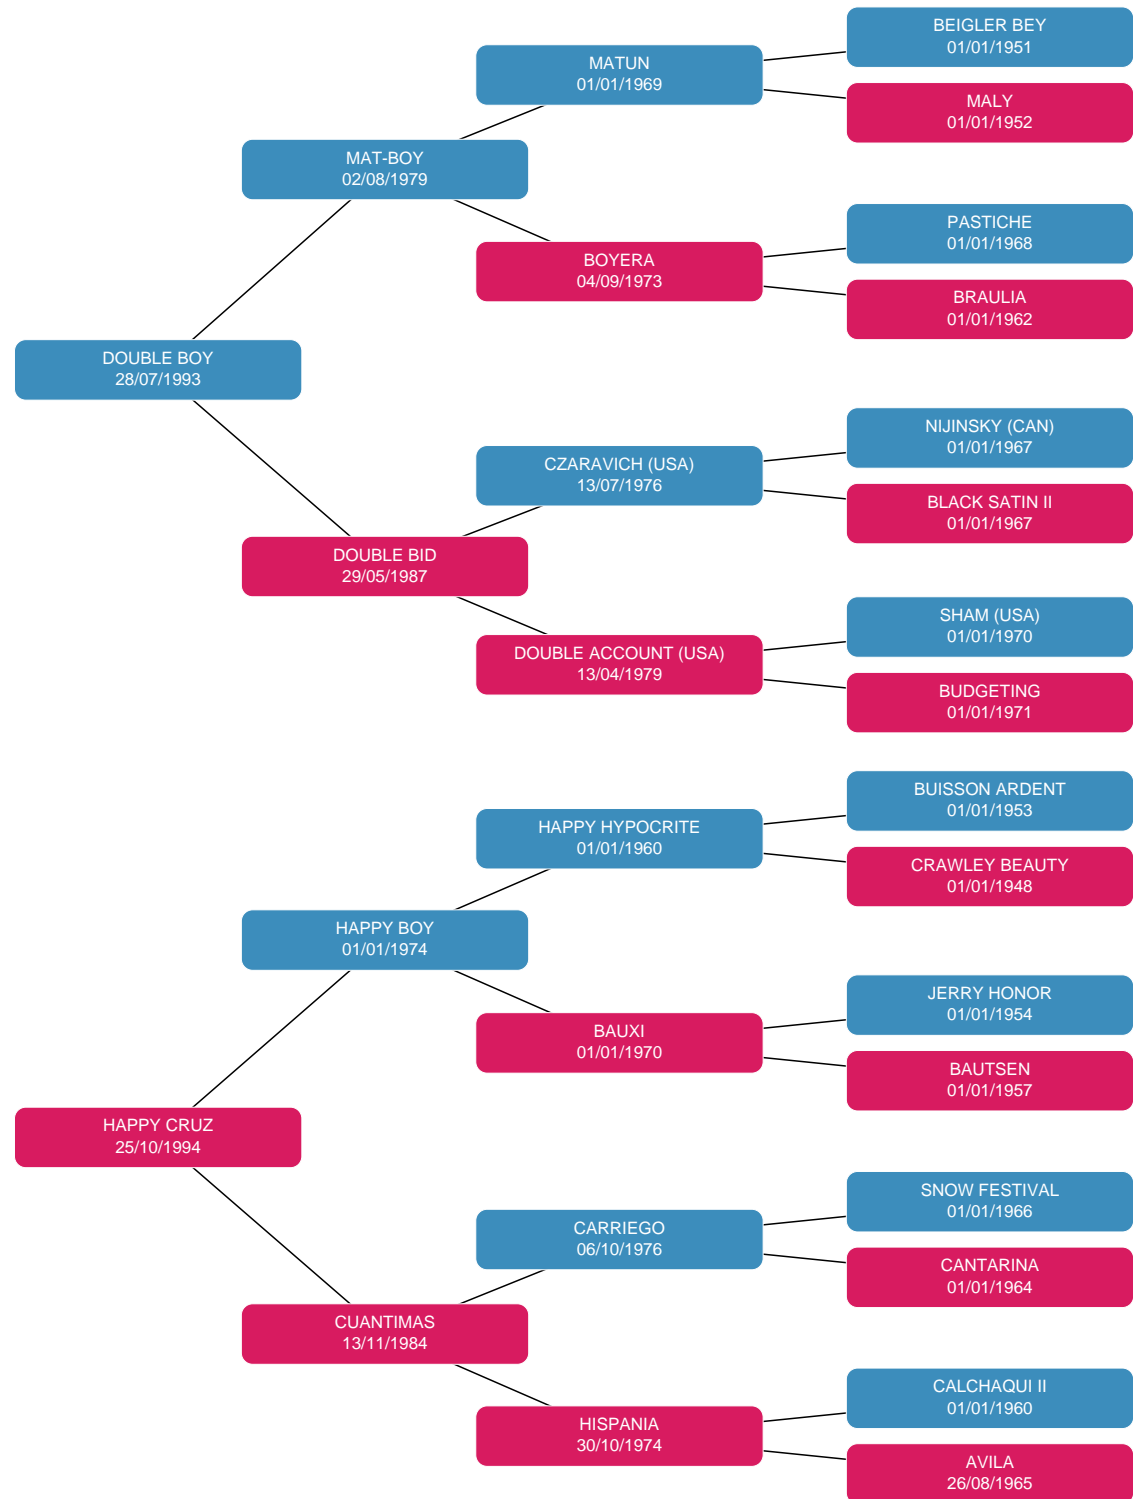 BEIGLER BEY
01/01/1951
MATUN
01/01/1969
MALY
01/01/1952
MAT-BOY
02/08/1979
PASTICHE
01/01/1968
BOYERA
04/09/1973
BRAULIA
01/01/1962
DOUBLE BOY
28/07/1993
NIJINSKY (CAN)
01/01/1967
CZARAVICH (USA)
13/07/1976
BLACK SATIN II
01/01/1967
DOUBLE BID
29/05/1987
SHAM (USA)
01/01/1970
DOUBLE ACCOUNT (USA)
13/04/1979
BUDGETING
01/01/1971
BUISSON ARDENT
01/01/1953
HAPPY HYPOCRITE
01/01/1960
CRAWLEY BEAUTY
01/01/1948
HAPPY BOY
01/01/1974
JERRY HONOR
01/01/1954
BAUXI
01/01/1970
BAUTSEN
01/01/1957
HAPPY CRUZ
25/10/1994
SNOW FESTIVAL
01/01/1966
CARRIEGO
06/10/1976
CANTARINA
01/01/1964
CUANTIMAS
13/11/1984
CALCHAQUI II
01/01/1960
HISPANIA
30/10/1974
AVILA
26/08/1965